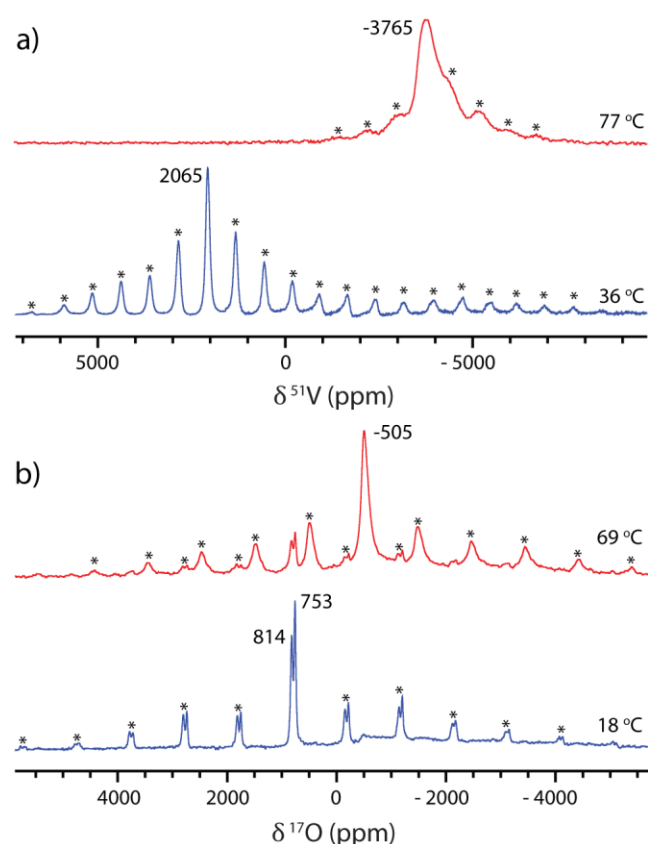 a)
-3765
* * * * * * *
77 °C
2065
* * * * * * * * * * * * * * * * * * *
36 °C
5000 0 - 5000
δ ⁵¹V (ppm)
b)
-505
* * * * * * * * * * * * * *
69 °C
753
814
* * * * * * * * * *
18 °C
4000 2000 0 - 2000 - 4000
δ ¹⁷O (ppm)